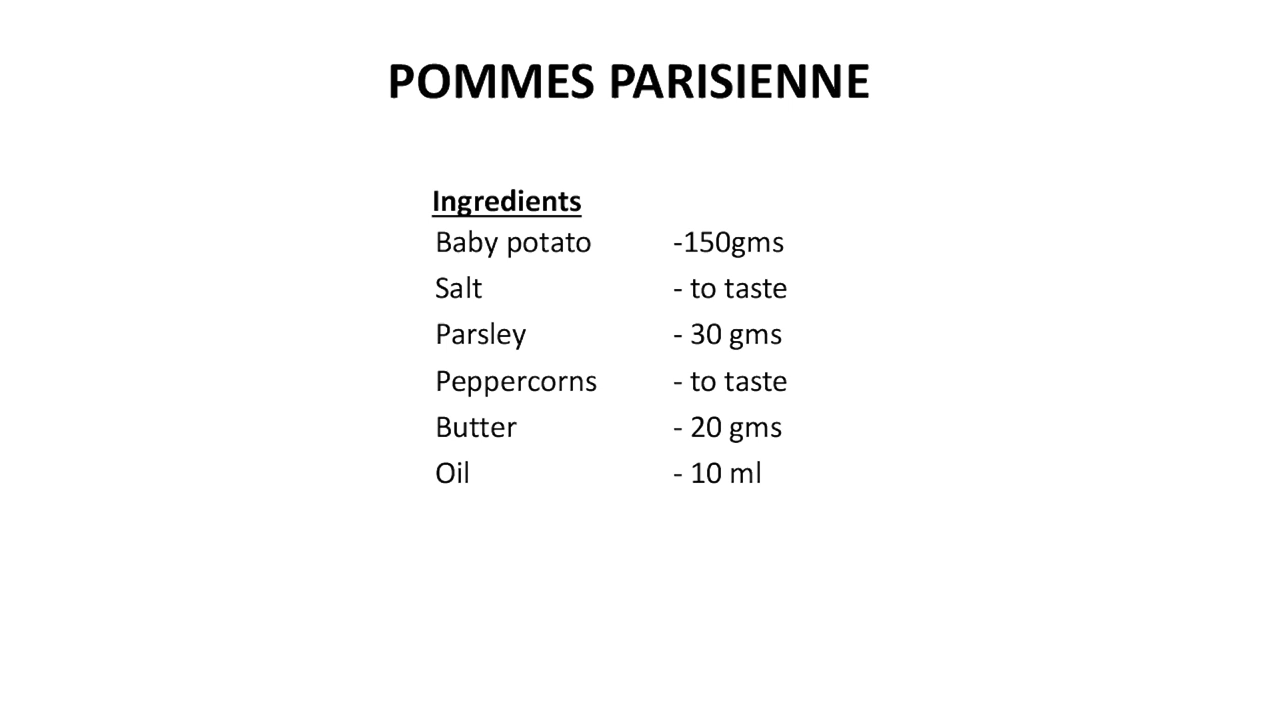 POMMES PARISIENNE
Ingredients
Baby potato -150gms
Salt - to taste
Parsley - 30 gms
Peppercorns - to taste
Butter - 20 gms
Oil - 10 ml